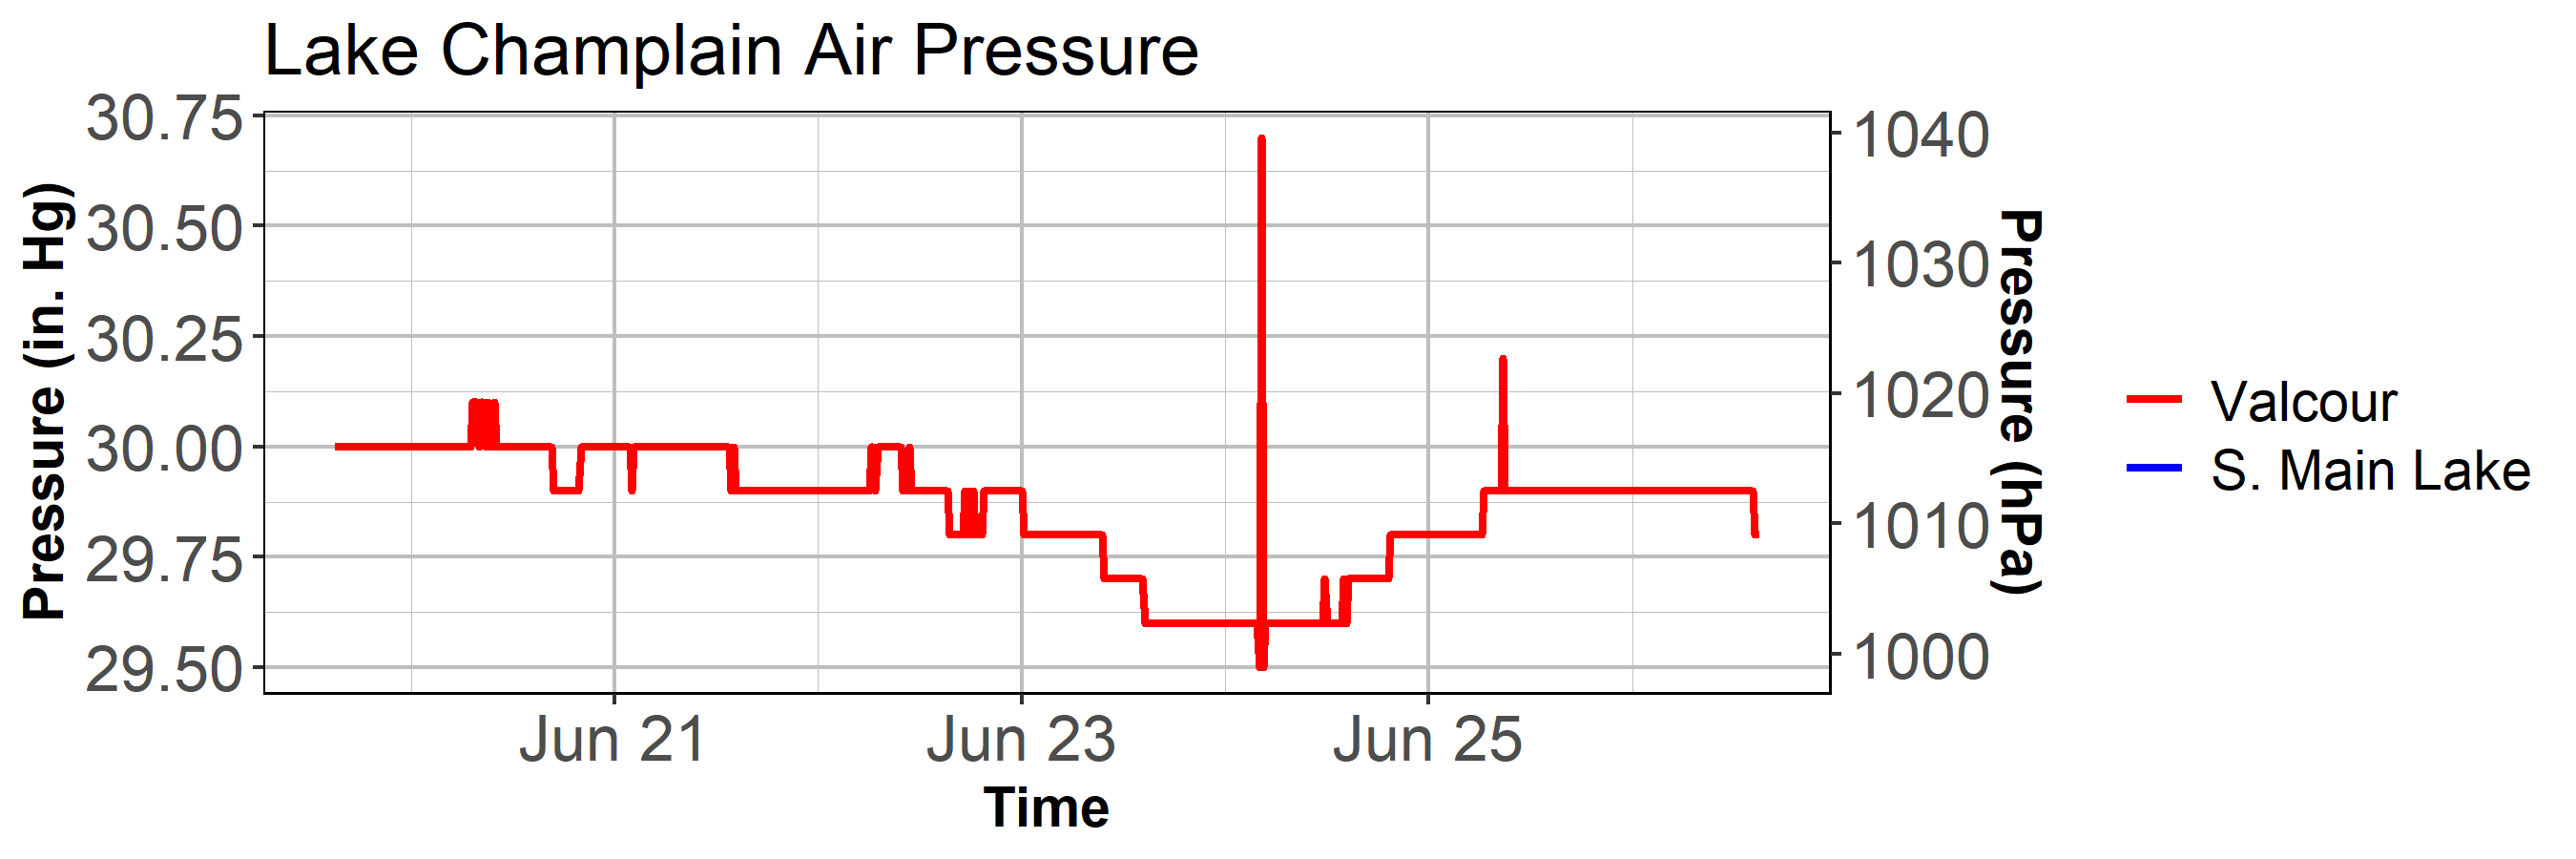 Lake Champlain Air Pressure
Pressure (in. Hg)
30.75
30.50
30.25
30.00
29.75
29.50
1040
1030
1020
1010
1000
Pressure (hPa)
Jun 21
Jun 23
Jun 25
Time
Valcour
S. Main Lake